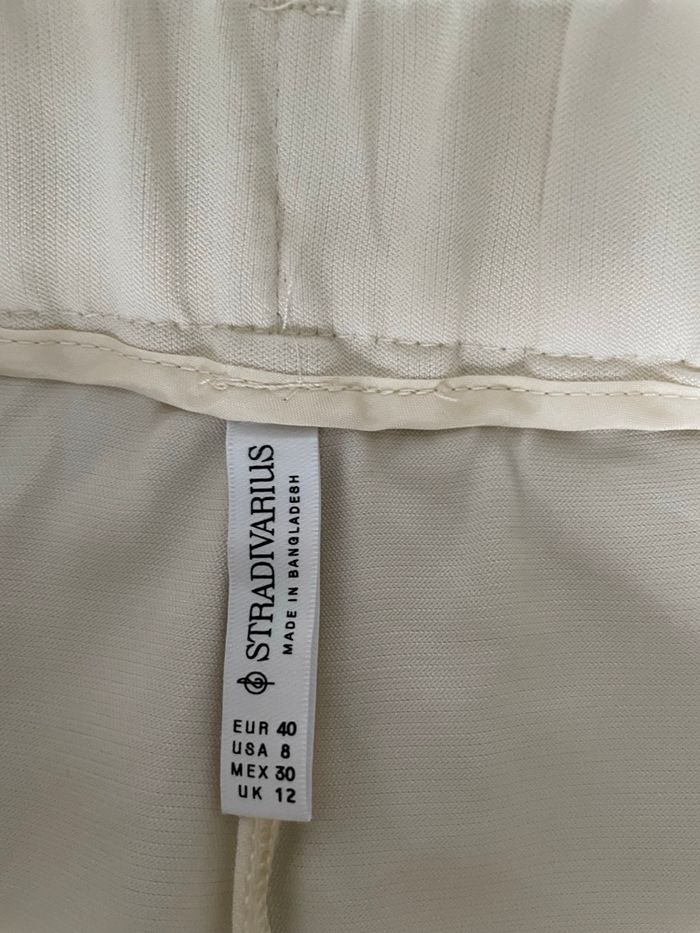 STRADIVARIUS
MADE IN BANGLADESH
EUR 40
USA 8
MEX 30
UK 12